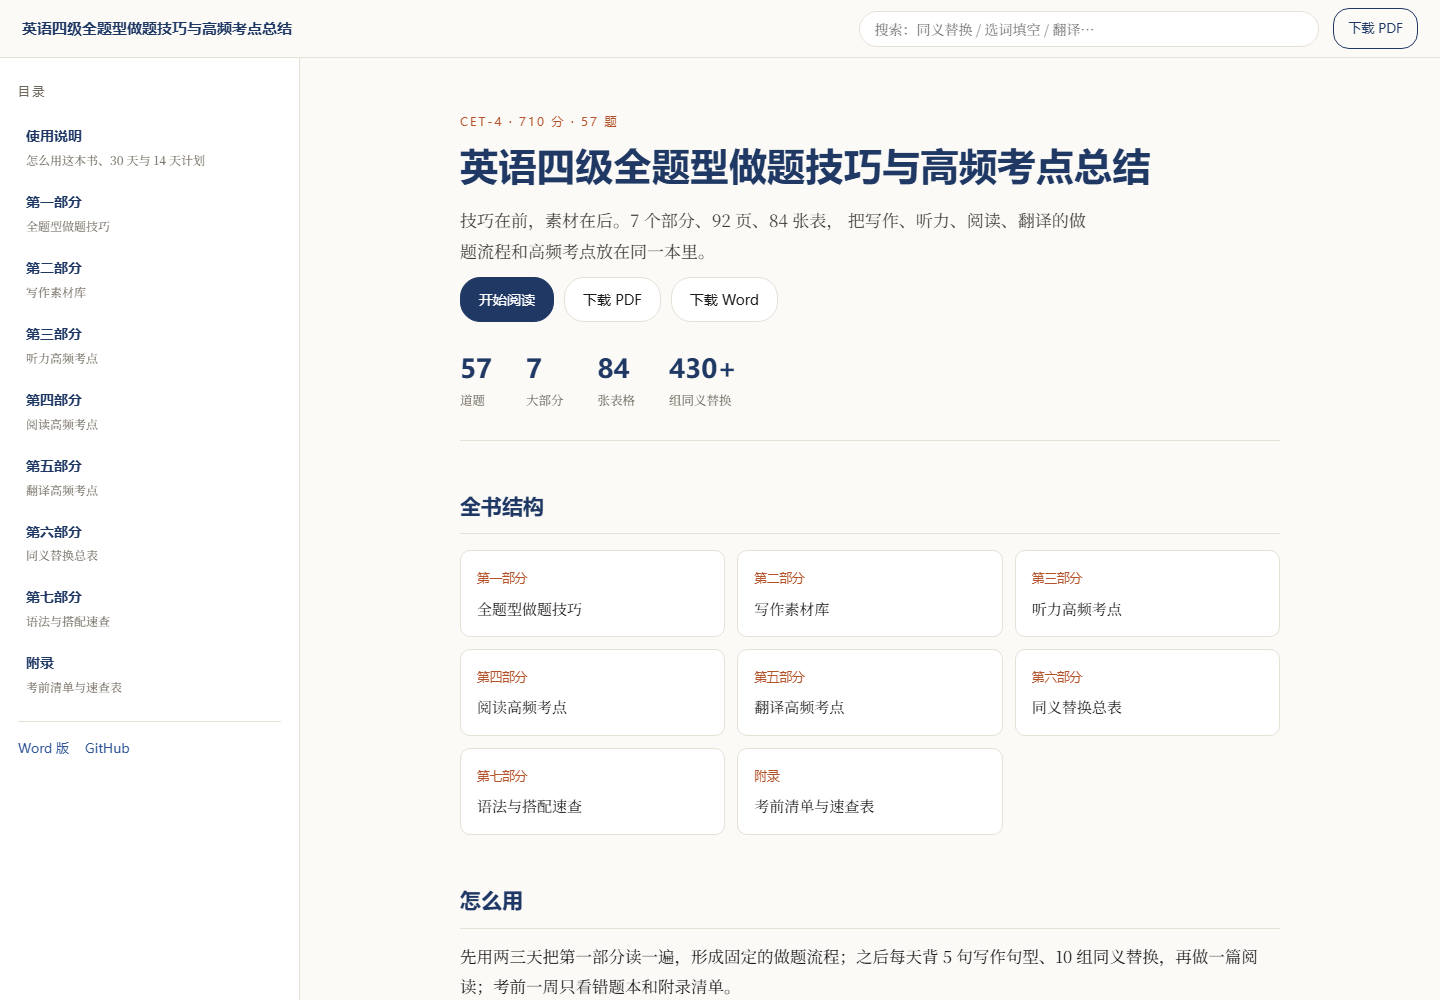 英语四级全题型做题技巧与高频考点总结
搜索：同义替换 / 选词填空 / 翻译…
下载 PDF
目录
使用说明
怎么用这本书、30 天与 14 天计划
第一部分
全题型做题技巧
第二部分
写作素材库
第三部分
听力高频考点
第四部分
阅读高频考点
第五部分
翻译高频考点
第六部分
同义替换总表
第七部分
语法与搭配速查
附录
考前清单与速查表
Word 版
GitHub
CET-4 · 710 分 · 57 题
英语四级全题型做题技巧与高频考点总结
技巧在前，素材在后。7 个部分、92 页、84 张表， 把写作、听力、阅读、翻译的做
题流程和高频考点放在同一本里。
开始阅读
下载 PDF
下载 Word
57
道题
7
大部分
84
张表格
430+
组同义替换
全书结构
第一部分
全题型做题技巧
第二部分
写作素材库
第三部分
听力高频考点
第四部分
阅读高频考点
第五部分
翻译高频考点
第六部分
同义替换总表
第七部分
语法与搭配速查
附录
考前清单与速查表
怎么用
先用两三天把第一部分读一遍，形成固定的做题流程；之后每天背 5 句写作句型、10 组同义替换，再做一篇阅
读；考前一周只看错题本和附录清单。